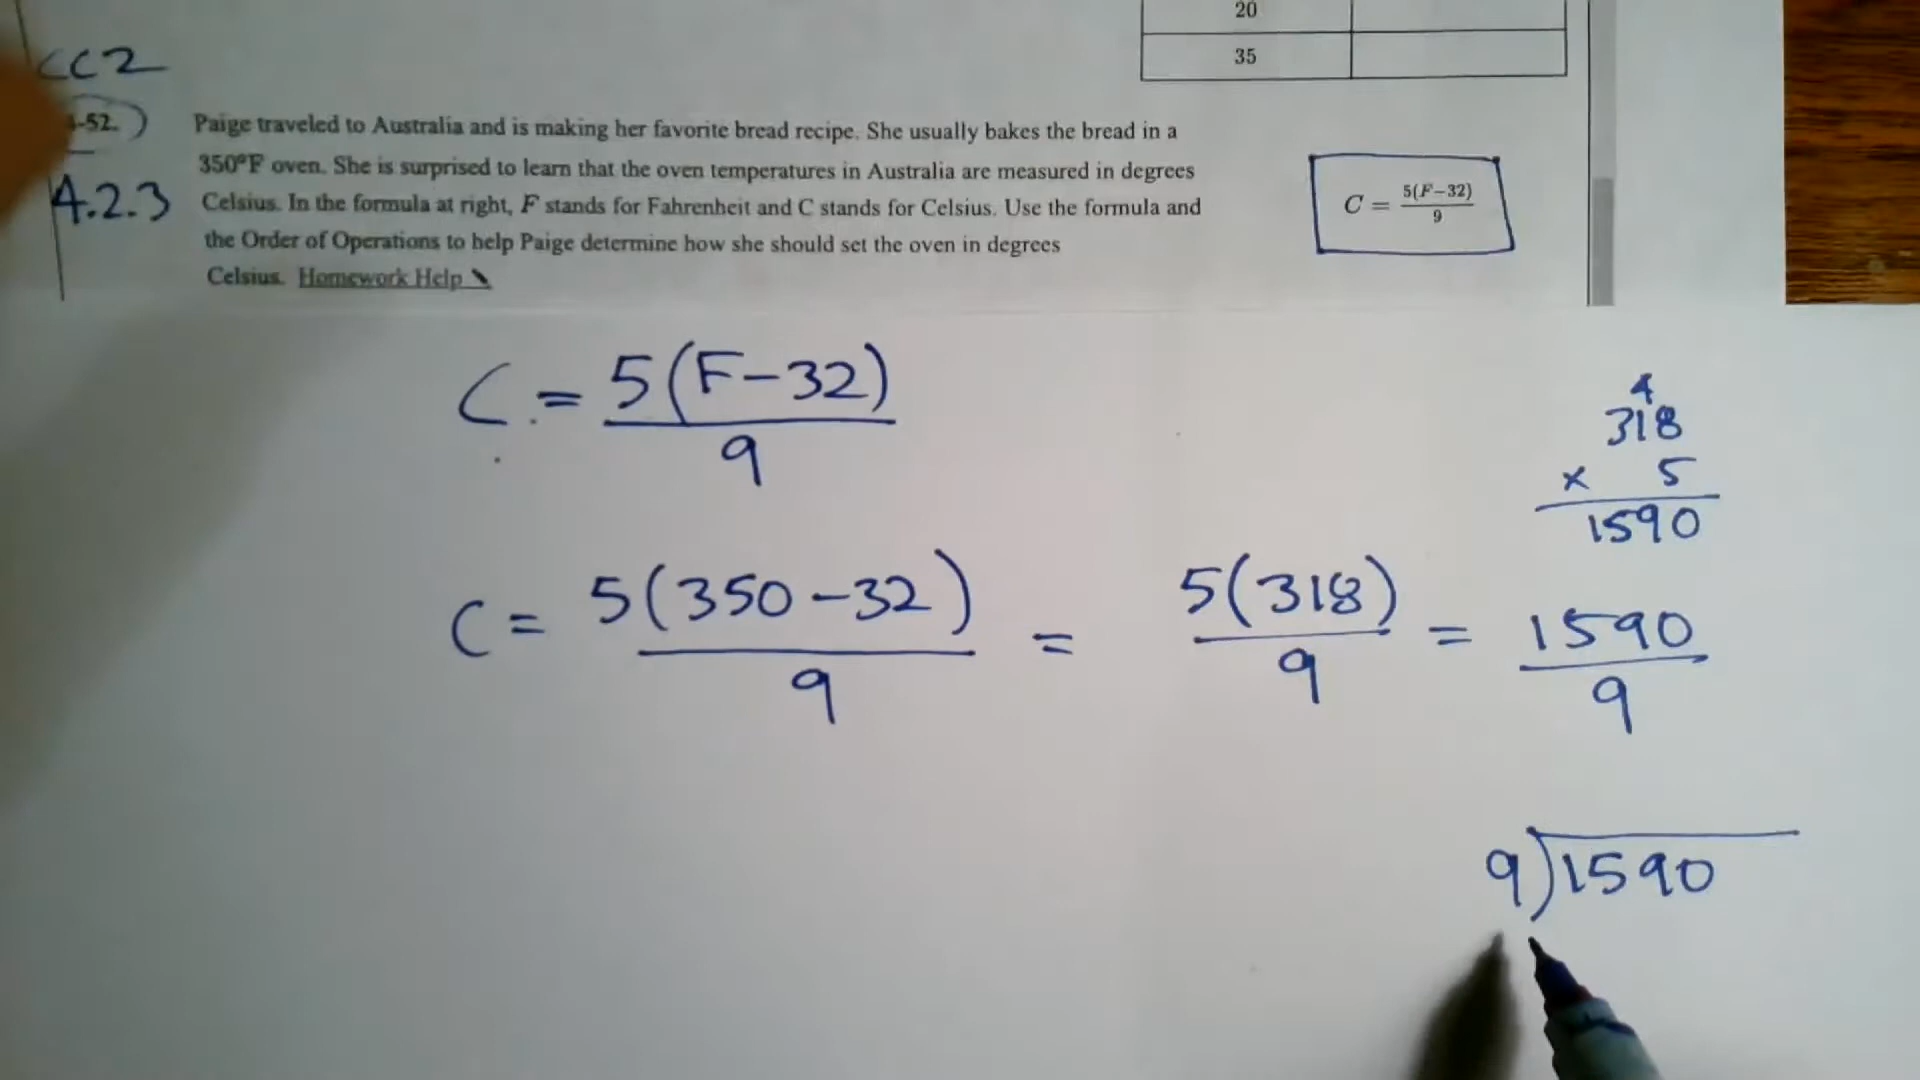 20
35
CC2
4-52.
4.2.3
Paige traveled to Australia and is making her favorite bread recipe. She usually bakes the bread in a
350°F oven. She is surprised to learn that the oven temperatures in Australia are measured in degrees
Celsius. In the formula at right, F stands for Fahrenheit and C stands for Celsius. Use the formula and
the Order of Operations to help Paige determine how she should set the oven in degrees
Celsius. Homework Help
C = 5(F−32)/9
C = 5(F-32)/9
4
318
x 5
1590
C = 5(350-32)/9 = 5(318)/9 = 1590/9
9)1590